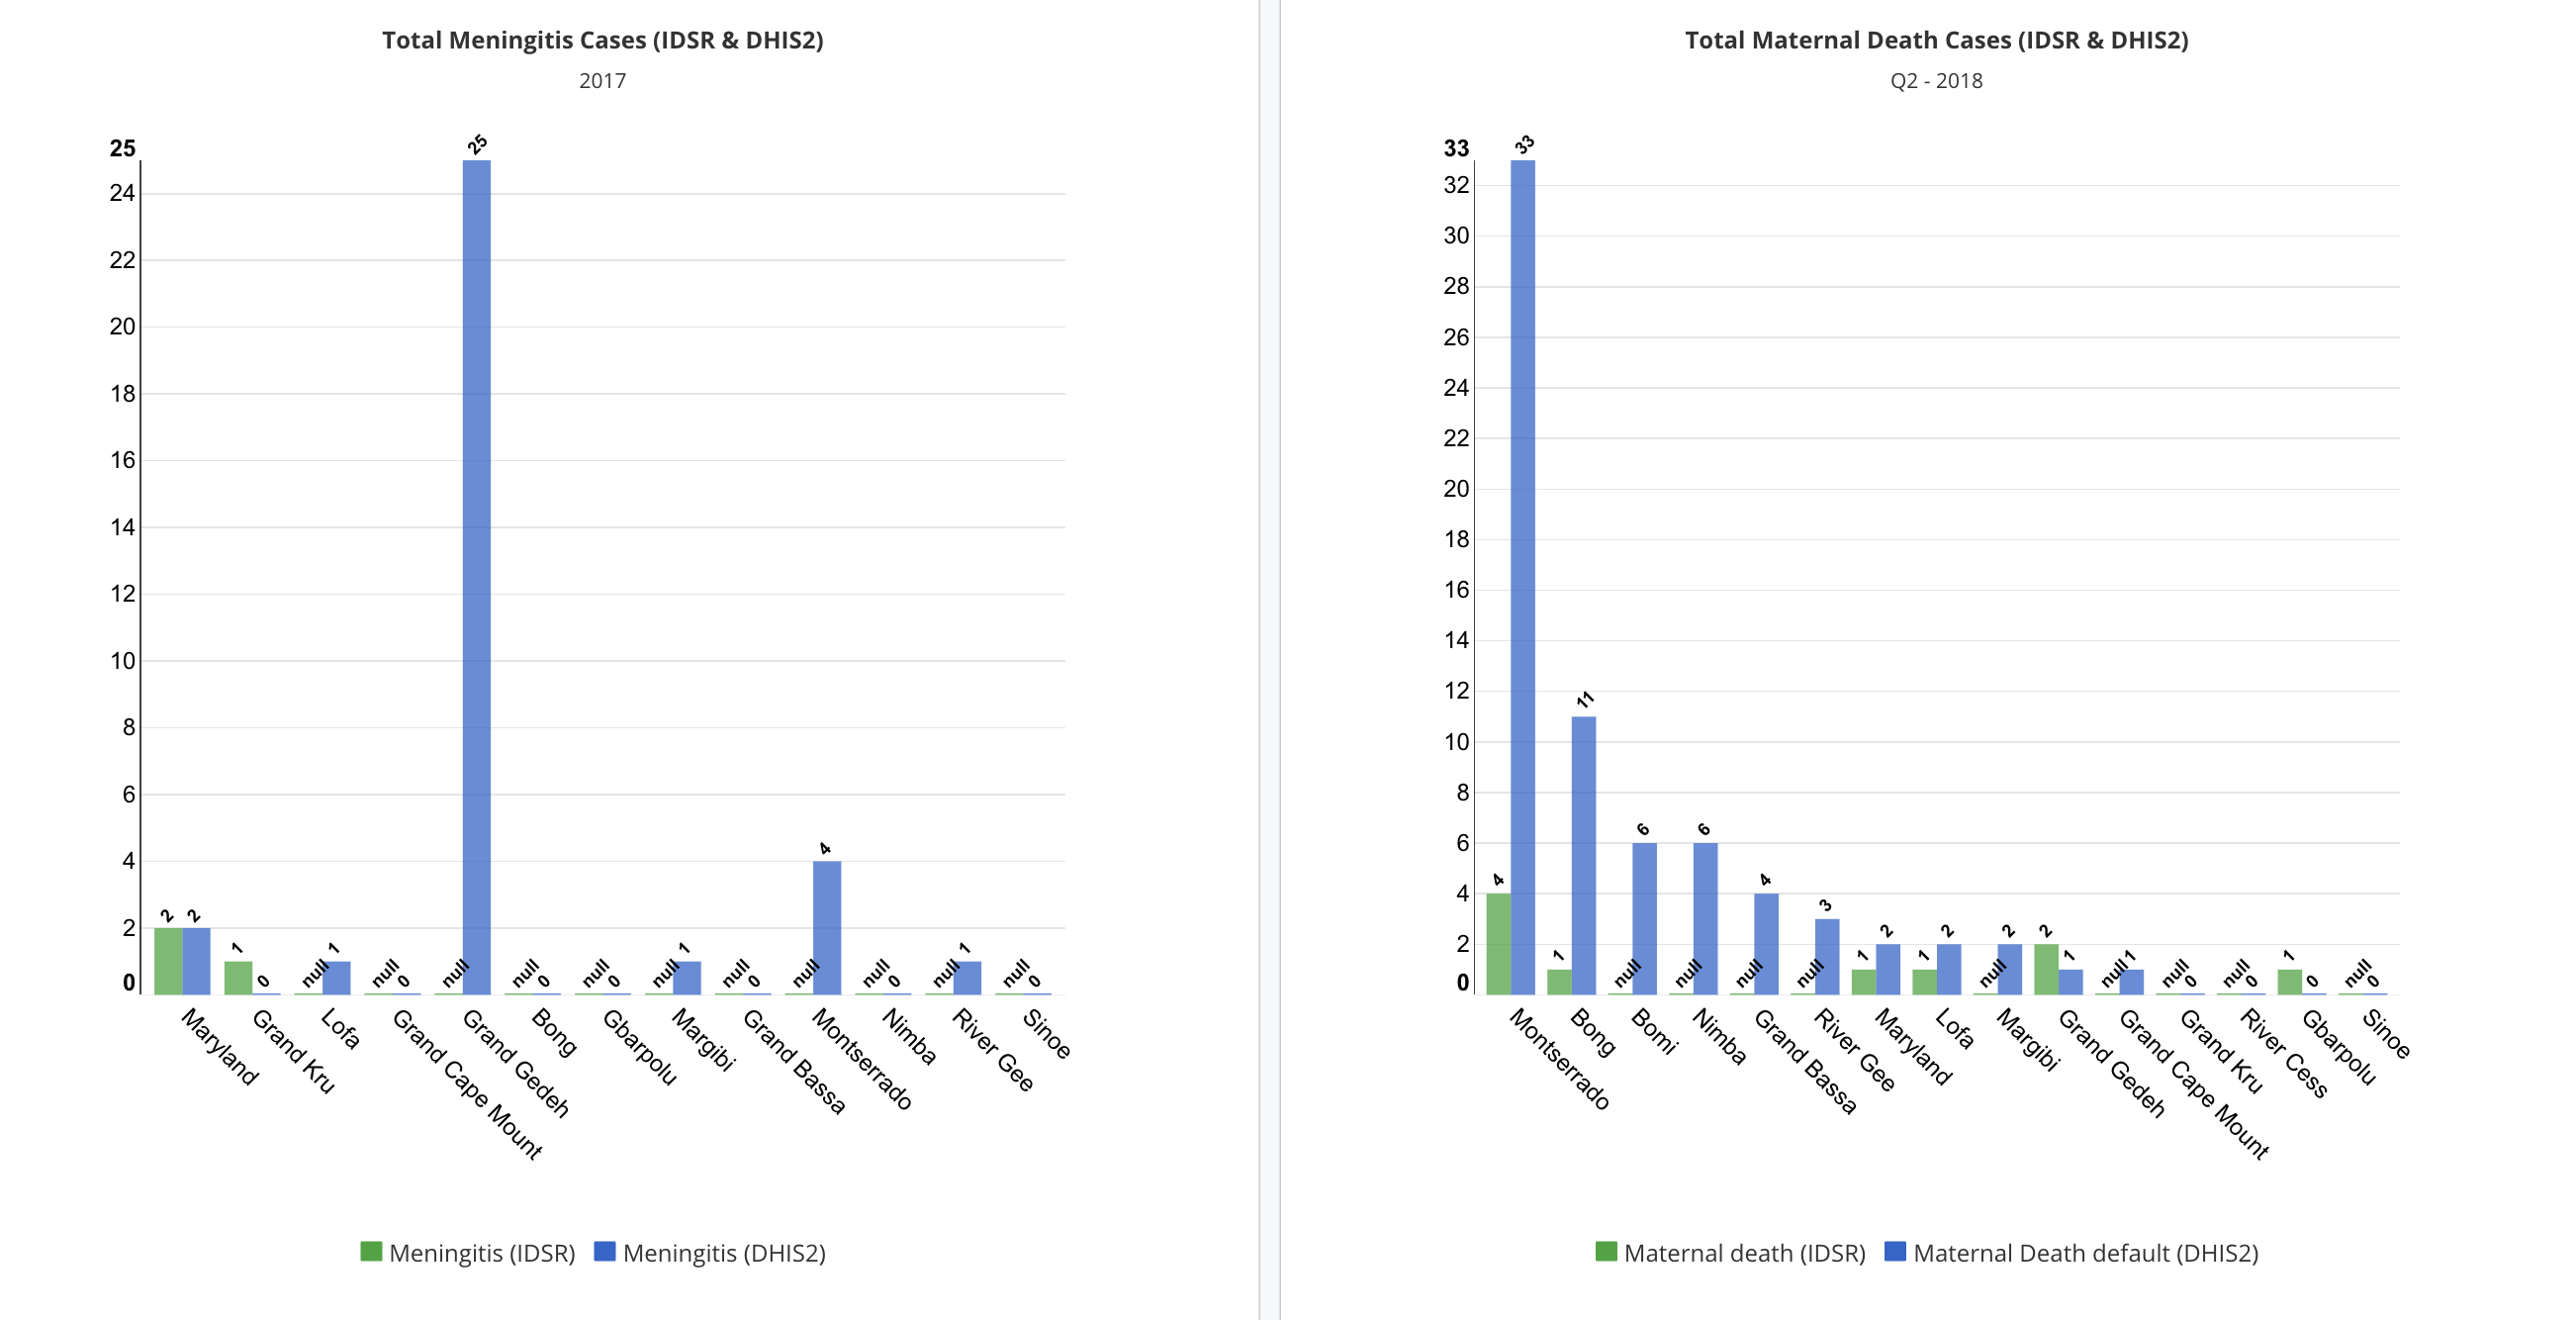 Total Meningitis Cases (IDSR & DHIS2)
2017
25
24
22
20
18
16
14
12
10
8
6
4
2
0
25
2 2
1 0
null 1
null 0
null
null 0
null 0
null 1
null 0
null 4
null 0
null 1
null 0
Maryland
Grand Kru
Lofa
Grand Cape Mount
Grand Gedeh
Bong
Gbarpolu
Margibi
Grand Bassa
Montserrado
Nimba
River Gee
Sinoe
Meningitis (IDSR) Meningitis (DHIS2)
Total Maternal Death Cases (IDSR & DHIS2)
Q2 - 2018
33
32
30
28
26
24
22
20
18
16
14
12
10
8
6
4
2
0
4 33
1 11
null 6
null 6
null 4
null 3
1 2
1 2
null 2
2 1
null 1
null 0
null 0
1 0
null 0
Montserrado
Bong
Bomi
Nimba
Grand Bassa
River Gee
Maryland
Lofa
Margibi
Grand Gedeh
Grand Cape Mount
Grand Kru
River Cess
Gbarpolu
Sinoe
Maternal death (IDSR) Maternal Death default (DHIS2)